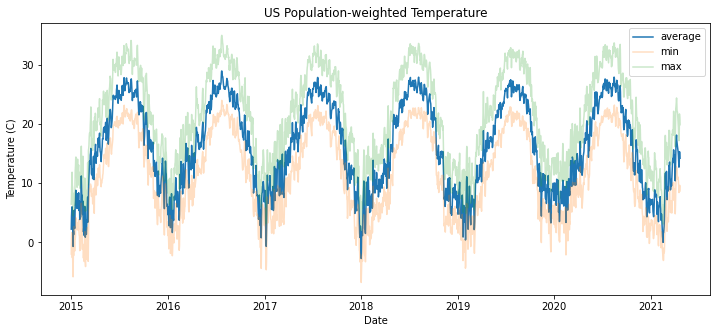 US Population-weighted Temperature
average
min
max
Temperature (C)
30
20
10
0
2015 2016 2017 2018 2019 2020 2021
Date